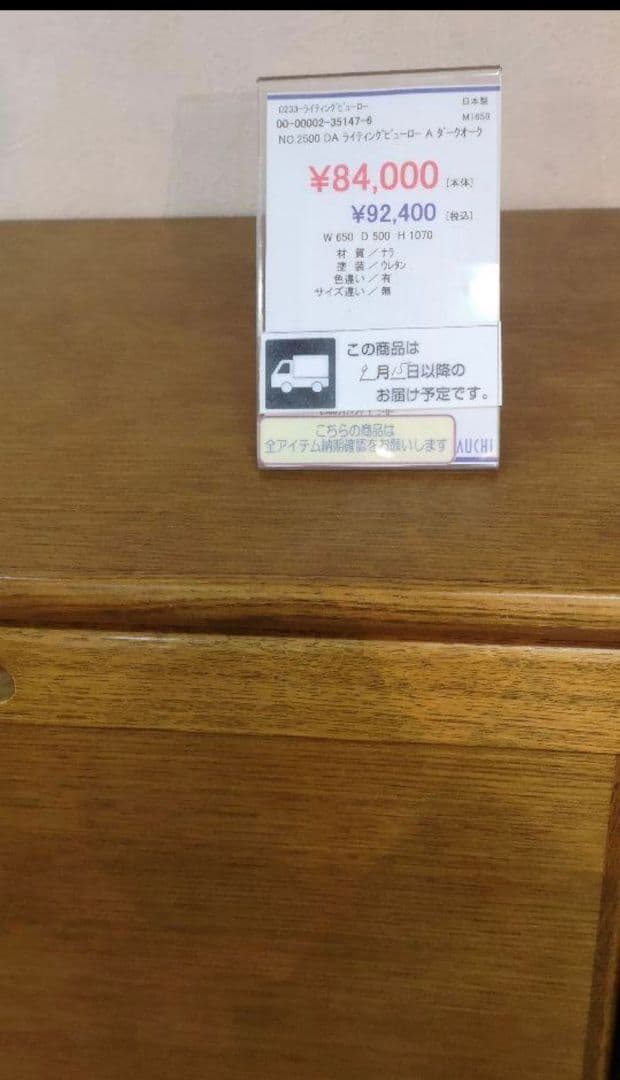 0233-ライティングビューロー
日本製
00-00002-35147-6
M1650
NO.2500 DA ライティングビューロー A ダークオーク
¥84,000 [本体]
¥92,400 [税込]
W 650 D 500 H 1070
材 質／ナラ
塗 装／ウレタン
色違い／有
サイズ違い／無
この商品は
9月15日以降の
お届け予定です。
こちらの商品は
全アイテム納期確認をお願いします
AUCHI